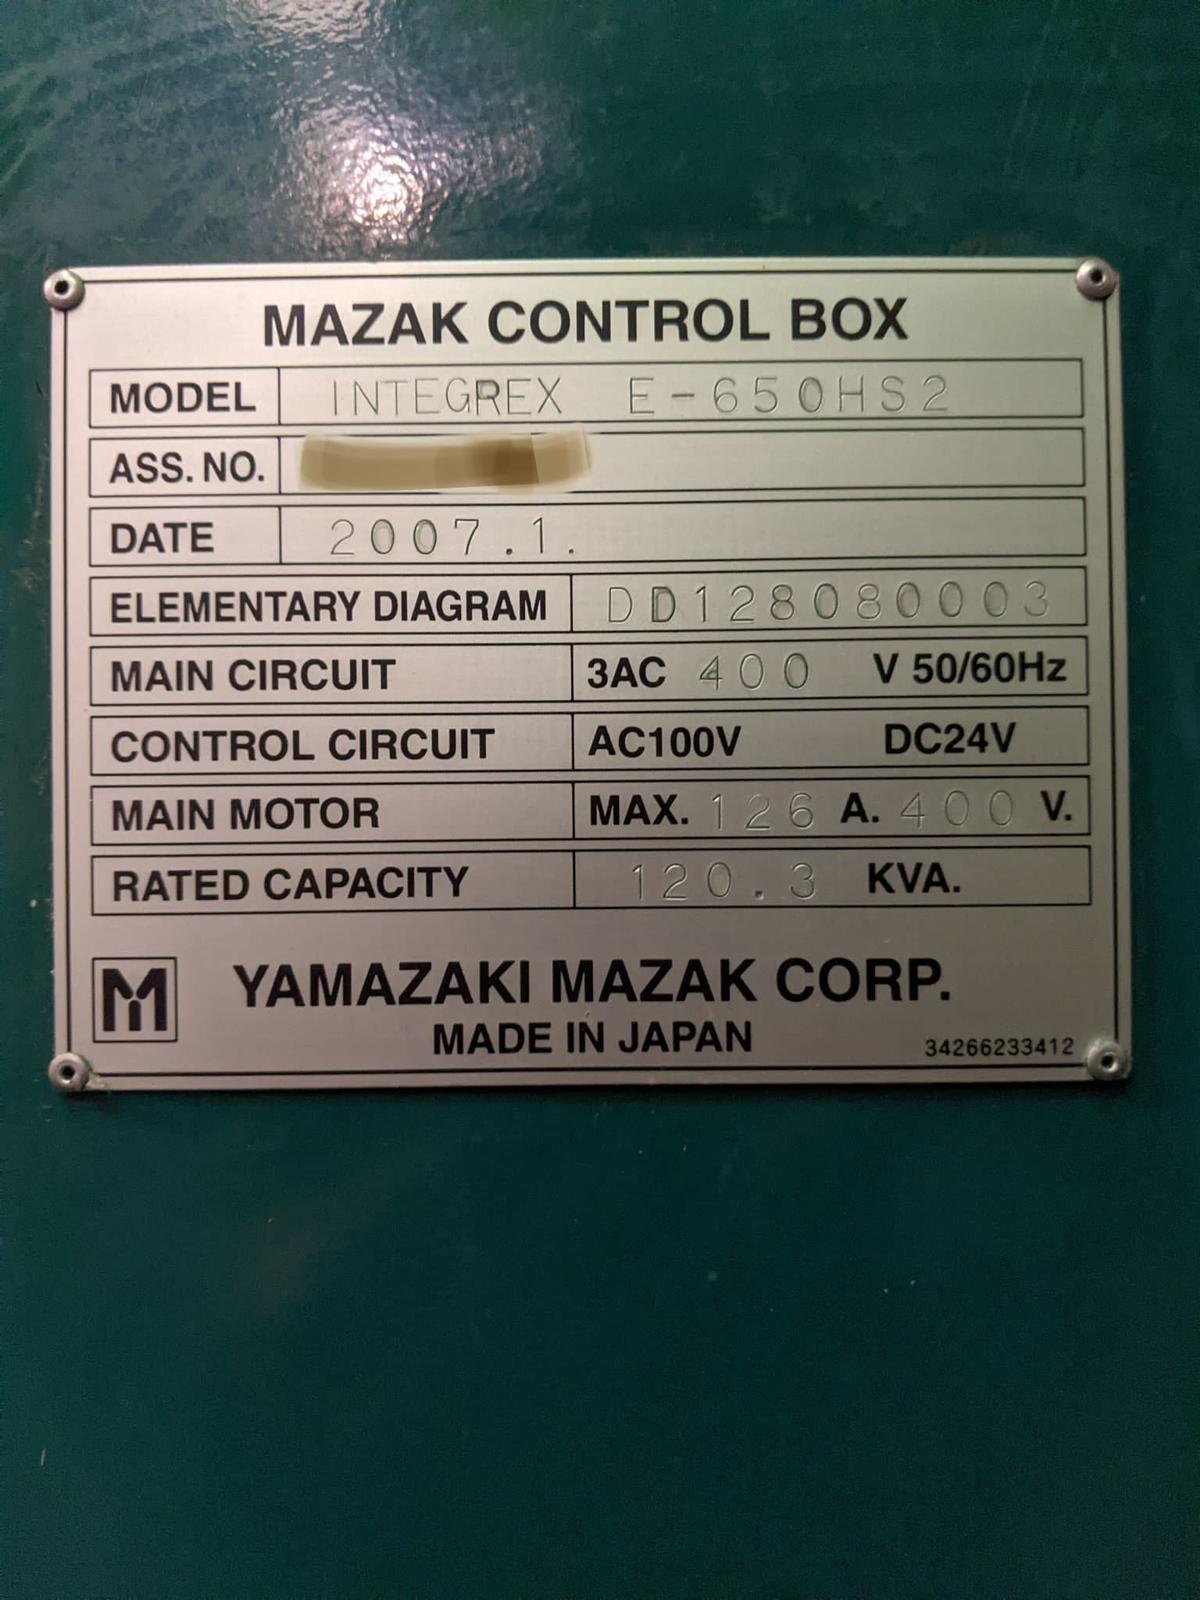 MAZAK CONTROL BOX
MODEL INTEGREX E-650HS2
ASS. NO.
DATE 2007.1.
ELEMENTARY DIAGRAM DD128080003
MAIN CIRCUIT 3AC 400 V 50/60Hz
CONTROL CIRCUIT AC100V DC24V
MAIN MOTOR MAX. 126 A. 400 V.
RATED CAPACITY 120.3 KVA.
YAMAZAKI MAZAK CORP.
MADE IN JAPAN 34266233412